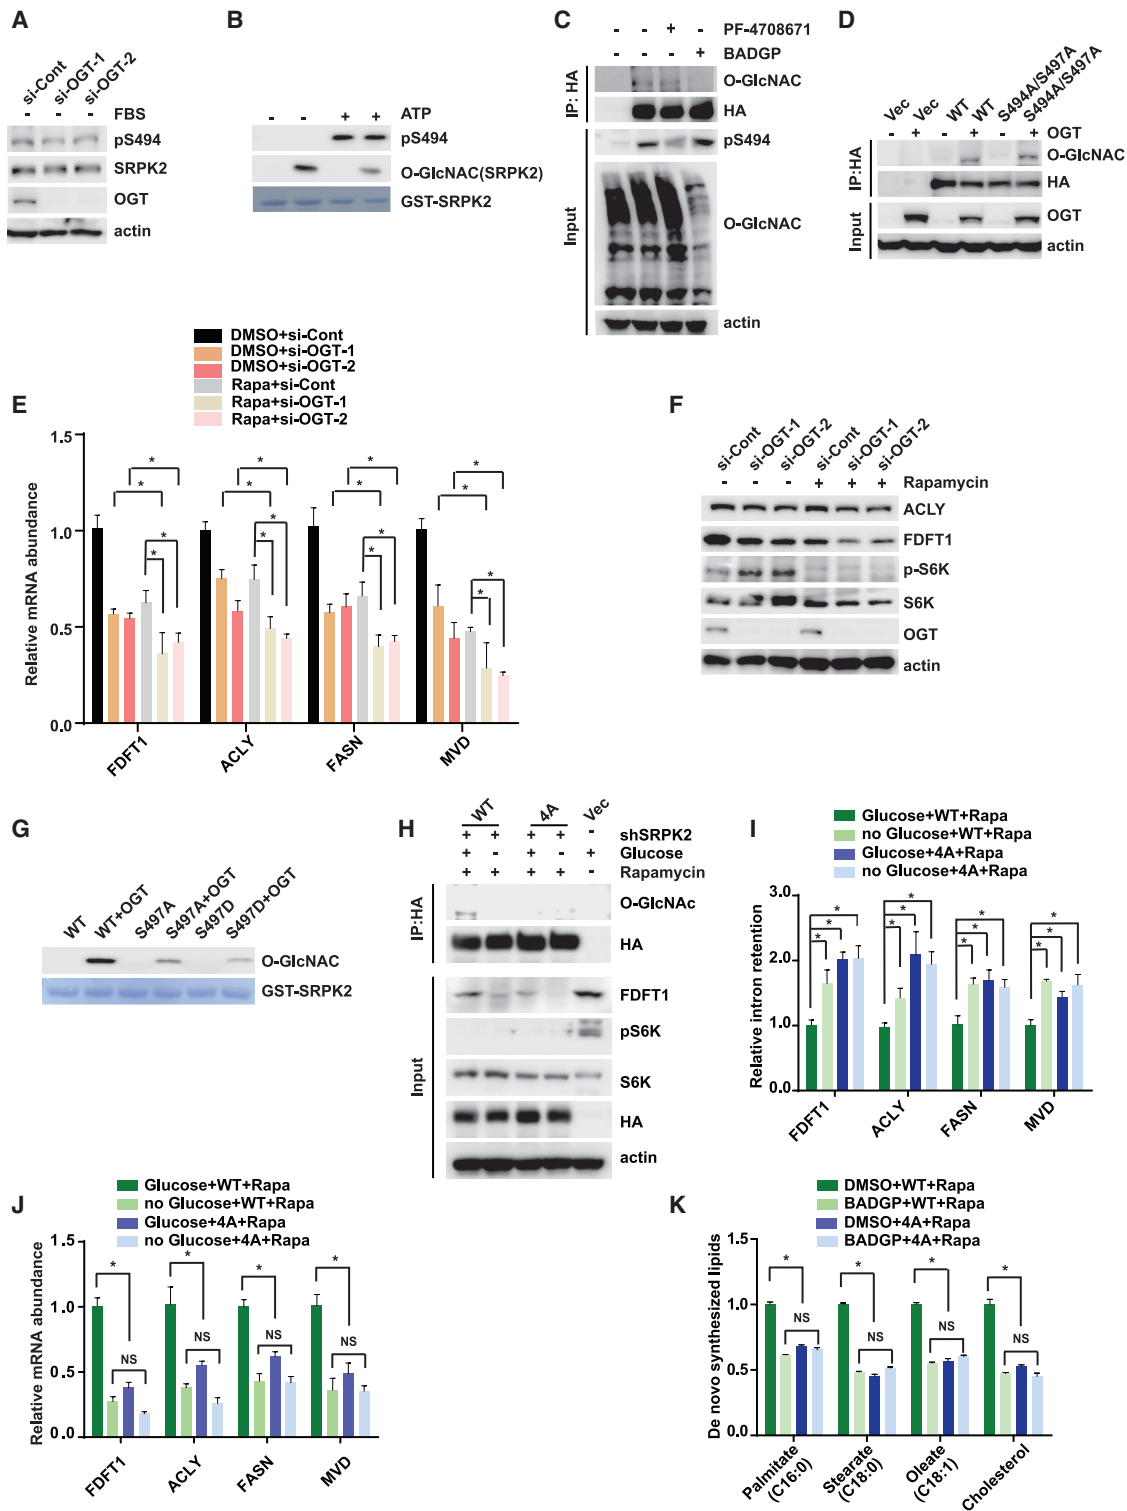 A
si-Cont
si-OGT-1
si-OGT-2
- - - FBS
pS494
SRPK2
OGT
actin
B
- - + + ATP
pS494
O-GlcNAC(SRPK2)
GST-SRPK2
C
- - + - PF-4708671
- - - + BADGP
IP: HA
O-GlcNAC
HA
Input
pS494
O-GlcNAC
actin
D
Vec
Vec
WT
WT
S494A/S497A
S494A/S497A
- + - + - + OGT
IP:HA
O-GlcNAC
HA
Input
OGT
actin
DMSO+si-Cont
DMSO+si-OGT-1
DMSO+si-OGT-2
Rapa+si-Cont
Rapa+si-OGT-1
Rapa+si-OGT-2
E
Relative mRNA abundance
1.5
1.0
0.5
0.0
* * * *
* * * *
* * * *
* * * *
FDFT1
ACLY
FASN
MVD
F
si-Cont
si-OGT-1
si-OGT-2
si-Cont
si-OGT-1
si-OGT-2
- - - + + + Rapamycin
ACLY
FDFT1
p-S6K
S6K
OGT
actin
G
WT
WT+OGT
S497A
S497A+OGT
S497D
S497D+OGT
O-GlcNAC
GST-SRPK2
H
WT
4A
Vec
+ + + + - shSRPK2
+ - + - + Glucose
+ + + + - Rapamycin
IP:HA
O-GlcNAc
HA
Input
FDFT1
pS6K
S6K
HA
actin
I
Glucose+WT+Rapa
no Glucose+WT+Rapa
Glucose+4A+Rapa
no Glucose+4A+Rapa
Relative intron retention
3.0
2.0
1.0
0.0
* * * *
* * * *
* * * *
FDFT1
ACLY
FASN
MVD
J
Glucose+WT+Rapa
no Glucose+WT+Rapa
Glucose+4A+Rapa
no Glucose+4A+Rapa
Relative mRNA abundance
1.5
1.0
0.5
0.0
* * * *
NS NS NS NS
FDFT1
ACLY
FASN
MVD
K
DMSO+WT+Rapa
BADGP+WT+Rapa
DMSO+4A+Rapa
BADGP+4A+Rapa
De novo synthesized lipids
1.5
1.0
0.5
0.0
* * * *
NS NS NS NS
Palmitate
(C16:0)
Stearate
(C18:0)
Oleate
(C18:1)
Cholesterol